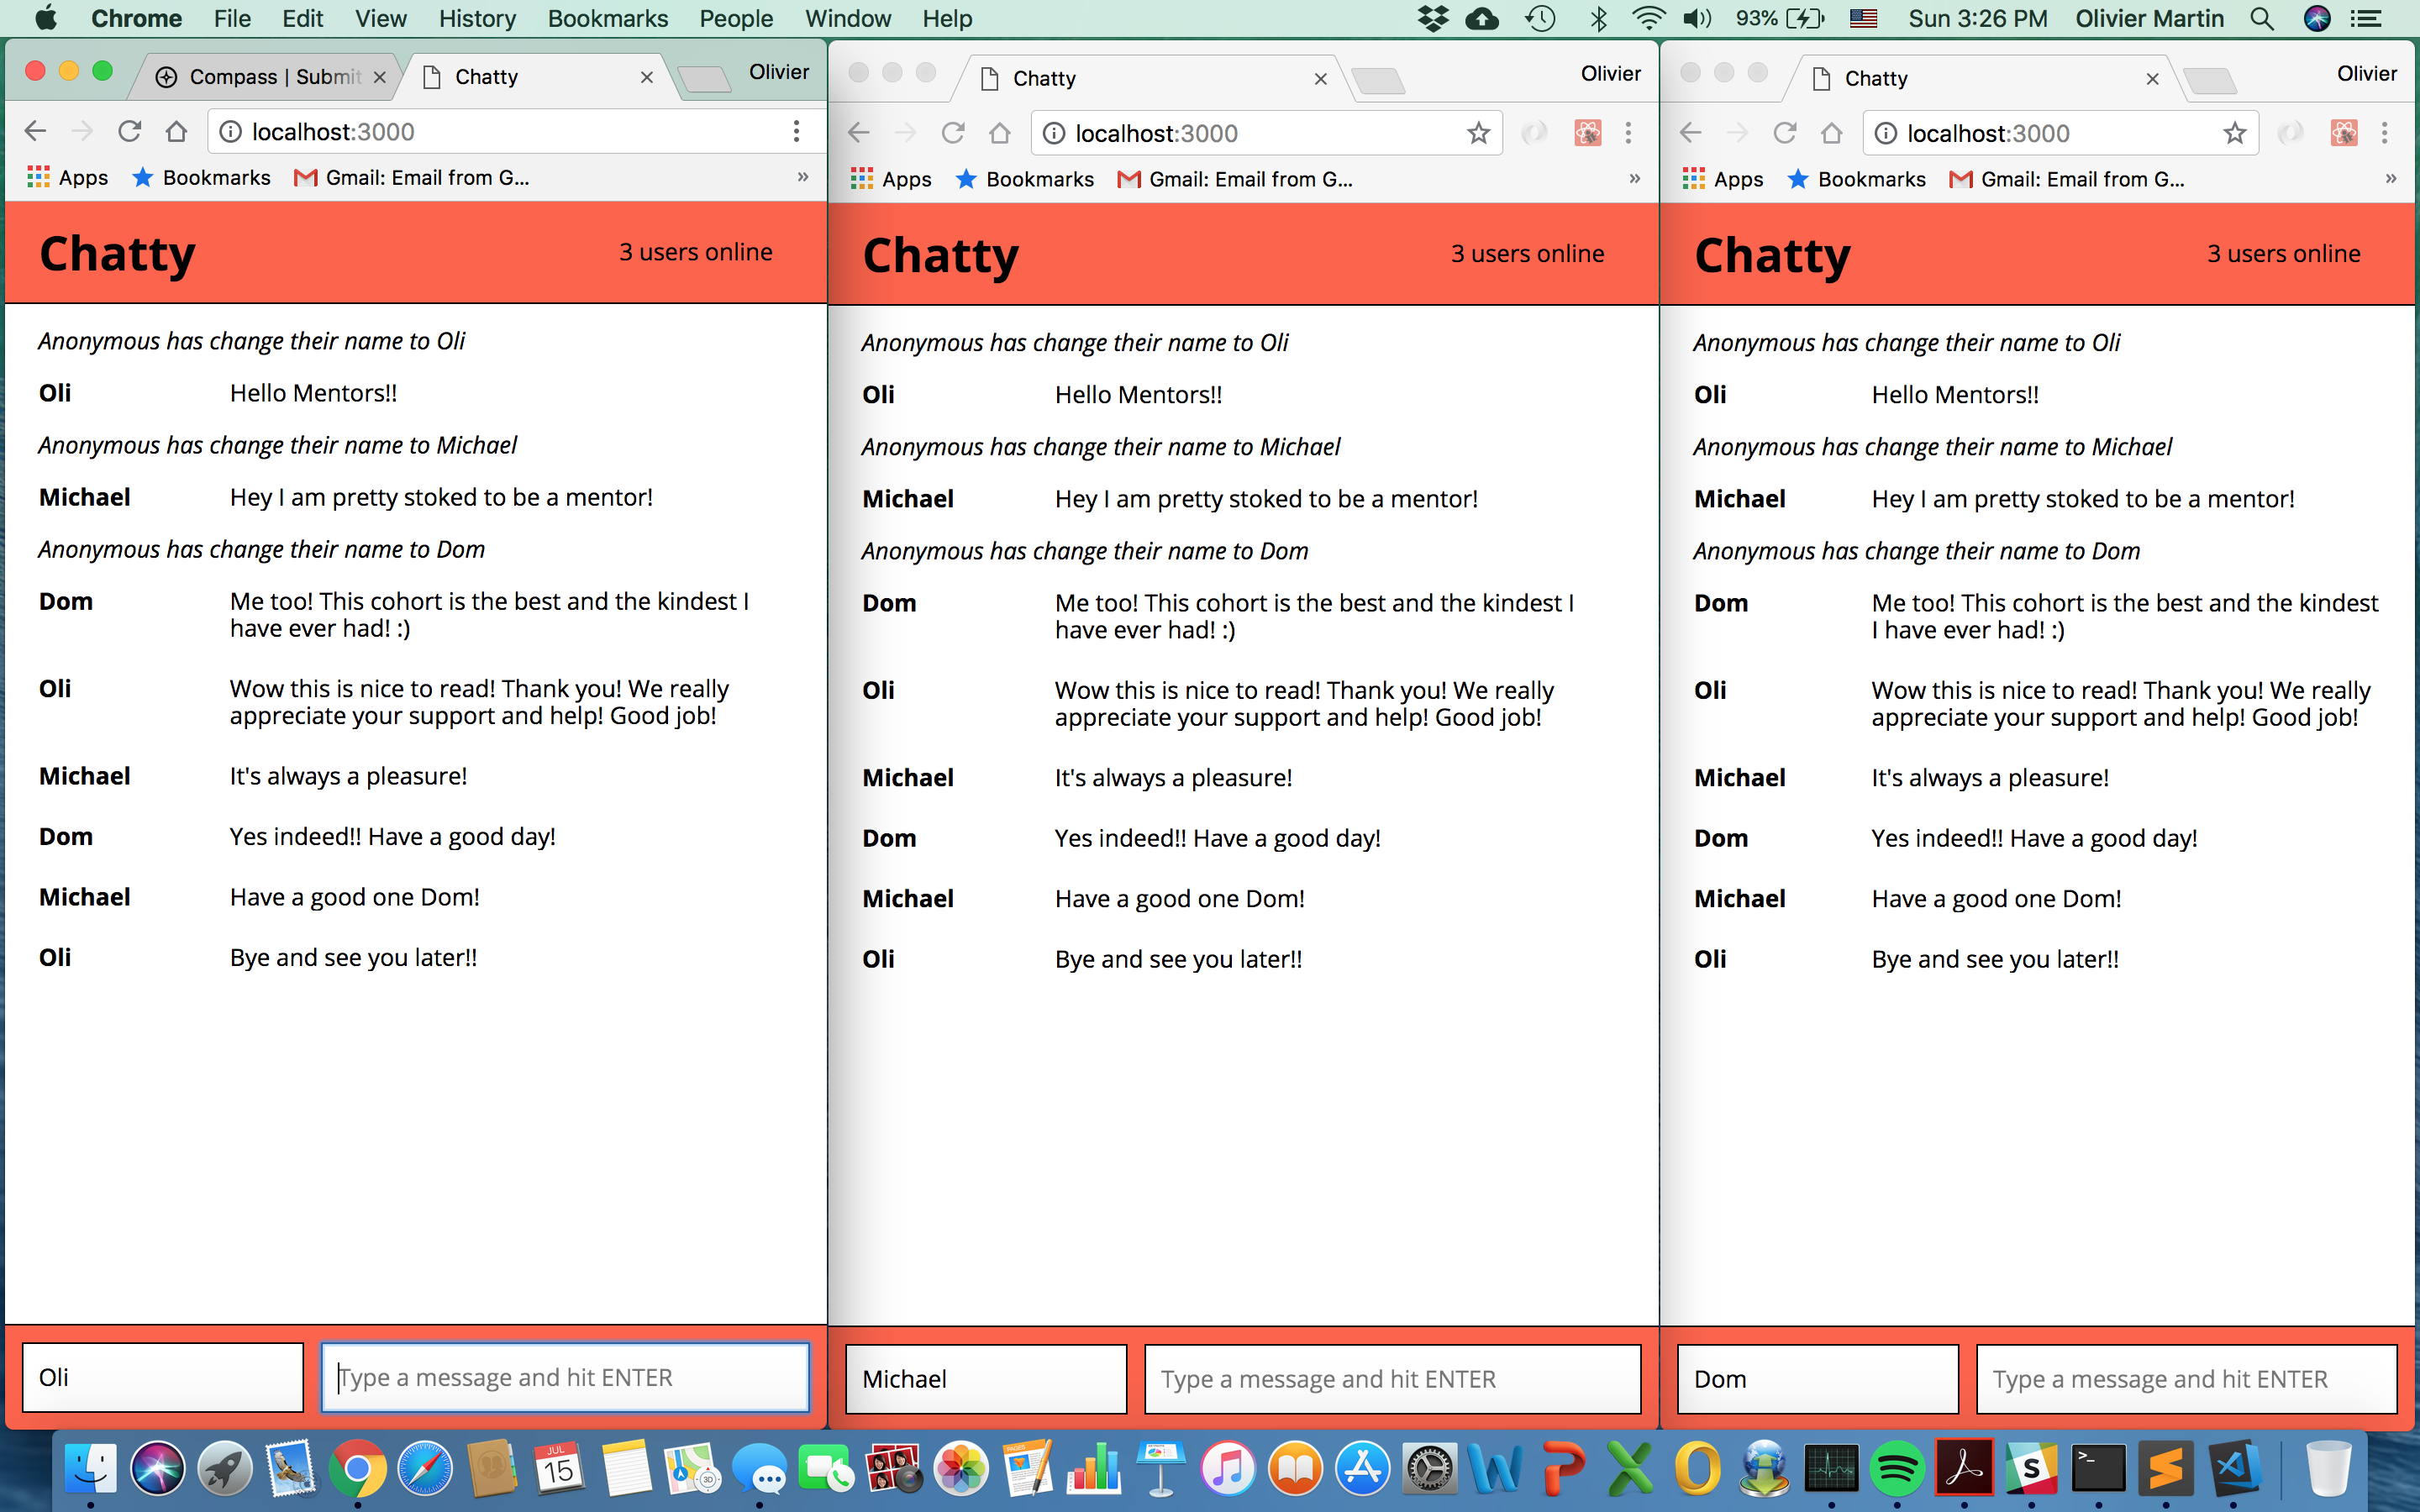 Chrome File Edit View History Bookmarks People Window Help 93% Sun 3:26 PM Olivier Martin
Compass | Submit Chatty Olivier
localhost:3000
Apps Bookmarks Gmail: Email from G...
Chatty 3 users online
Anonymous has change their name to Oli
Oli Hello Mentors!!
Anonymous has change their name to Michael
Michael Hey I am pretty stoked to be a mentor!
Anonymous has change their name to Dom
Dom Me too! This cohort is the best and the kindest I
have ever had! :)
Oli Wow this is nice to read! Thank you! We really
appreciate your support and help! Good job!
Michael It's always a pleasure!
Dom Yes indeed!! Have a good day!
Michael Have a good one Dom!
Oli Bye and see you later!!
Oli Type a message and hit ENTER
Chatty Olivier
localhost:3000
Apps Bookmarks Gmail: Email from G...
Chatty 3 users online
Anonymous has change their name to Oli
Oli Hello Mentors!!
Anonymous has change their name to Michael
Michael Hey I am pretty stoked to be a mentor!
Anonymous has change their name to Dom
Dom Me too! This cohort is the best and the kindest I
have ever had! :)
Oli Wow this is nice to read! Thank you! We really
appreciate your support and help! Good job!
Michael It's always a pleasure!
Dom Yes indeed!! Have a good day!
Michael Have a good one Dom!
Oli Bye and see you later!!
Michael Type a message and hit ENTER
Chatty Olivier
localhost:3000
Apps Bookmarks Gmail: Email from G...
Chatty 3 users online
Anonymous has change their name to Oli
Oli Hello Mentors!!
Anonymous has change their name to Michael
Michael Hey I am pretty stoked to be a mentor!
Anonymous has change their name to Dom
Dom Me too! This cohort is the best and the kindest
I have ever had! :)
Oli Wow this is nice to read! Thank you! We really
appreciate your support and help! Good job!
Michael It's always a pleasure!
Dom Yes indeed!! Have a good day!
Michael Have a good one Dom!
Oli Bye and see you later!!
Dom Type a message and hit ENTER
JUL
15
PAGES
3D